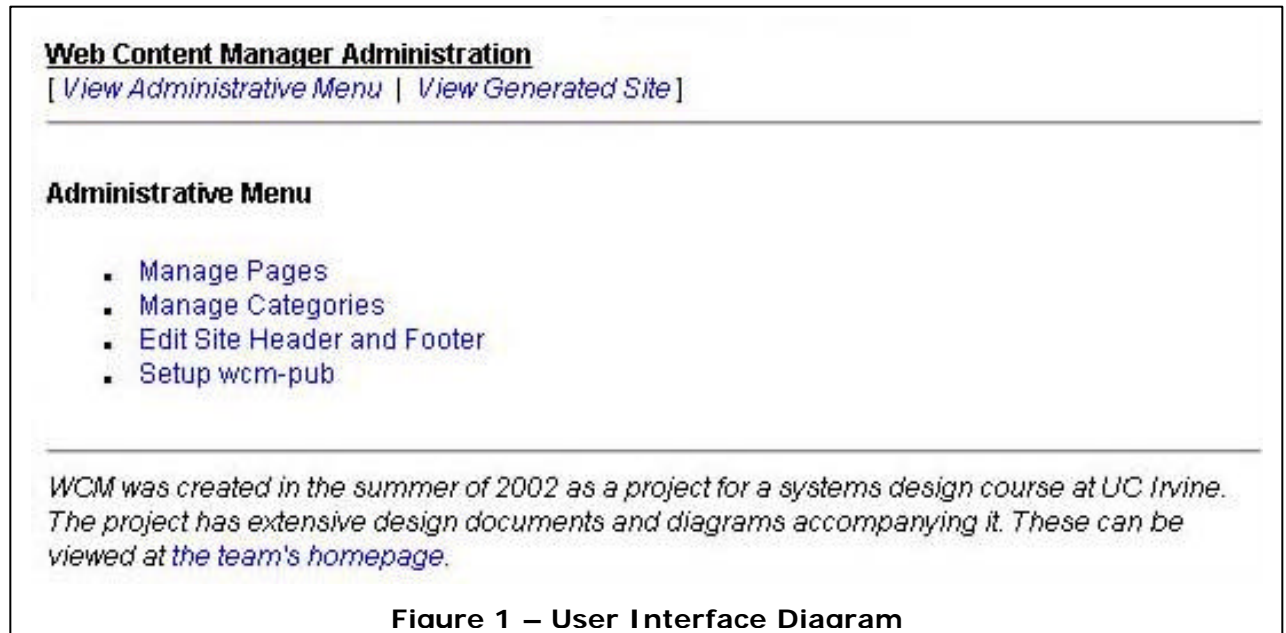 Web Content Manager Administration
[ View Administrative Menu | View Generated Site ]
Administrative Menu
Manage Pages
Manage Categories
Edit Site Header and Footer
Setup wcm-pub
WCM was created in the summer of 2002 as a project for a systems design course at UC Irvine.
The project has extensive design documents and diagrams accompanying it. These can be
viewed at the team's homepage.
Figure 1 – User Interface Diagram